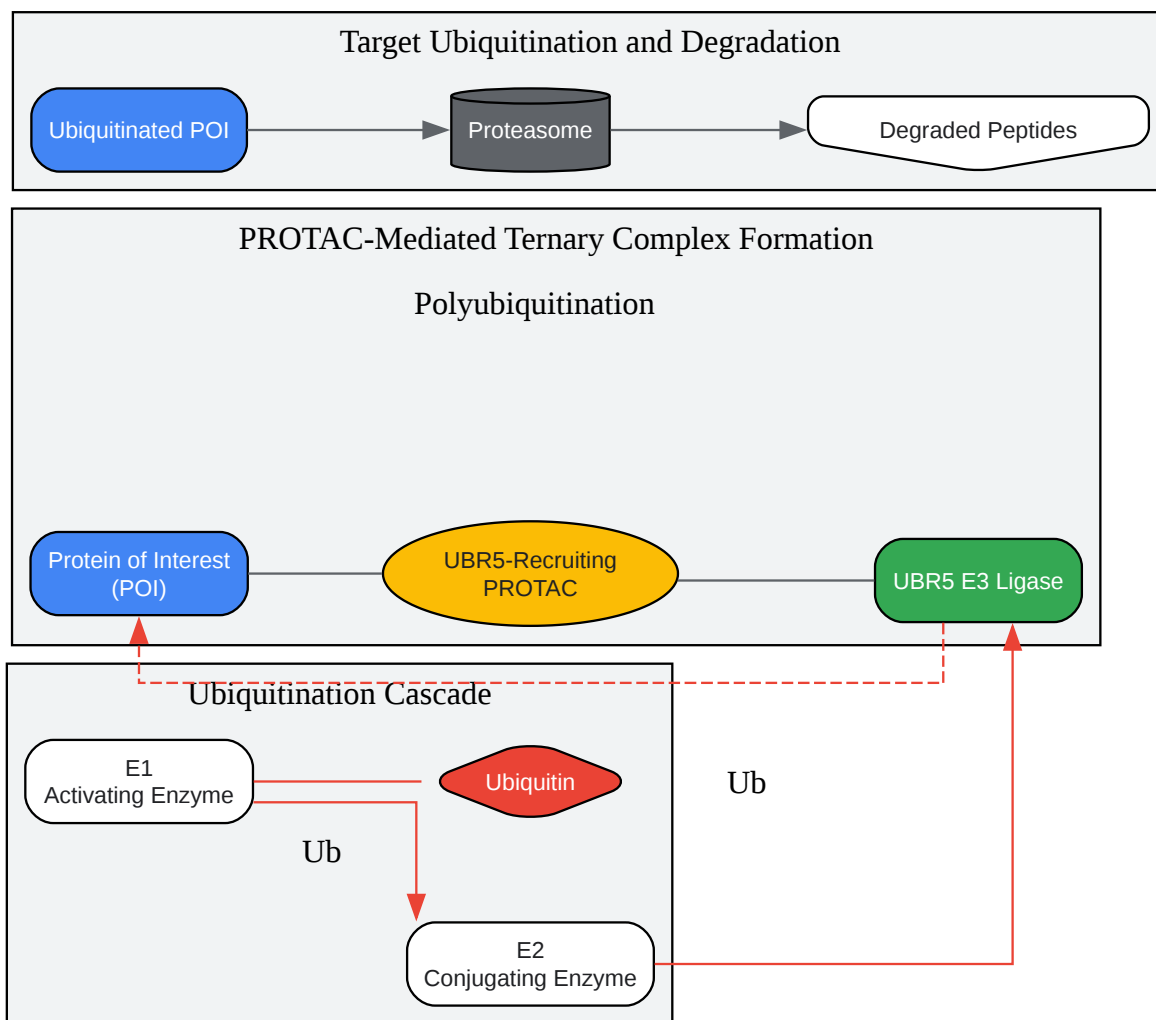 Target Ubiquitination and Degradation
Ubiquitinated POI
Proteasome
Degraded Peptides
PROTAC-Mediated Ternary Complex Formation
Polyubiquitination
Protein of Interest
(POI)
UBR5-Recruiting
PROTAC
UBR5 E3 Ligase
Ubiquitination Cascade
E1
Activating Enzyme
Ubiquitin
Ub
Ub
E2
Conjugating Enzyme